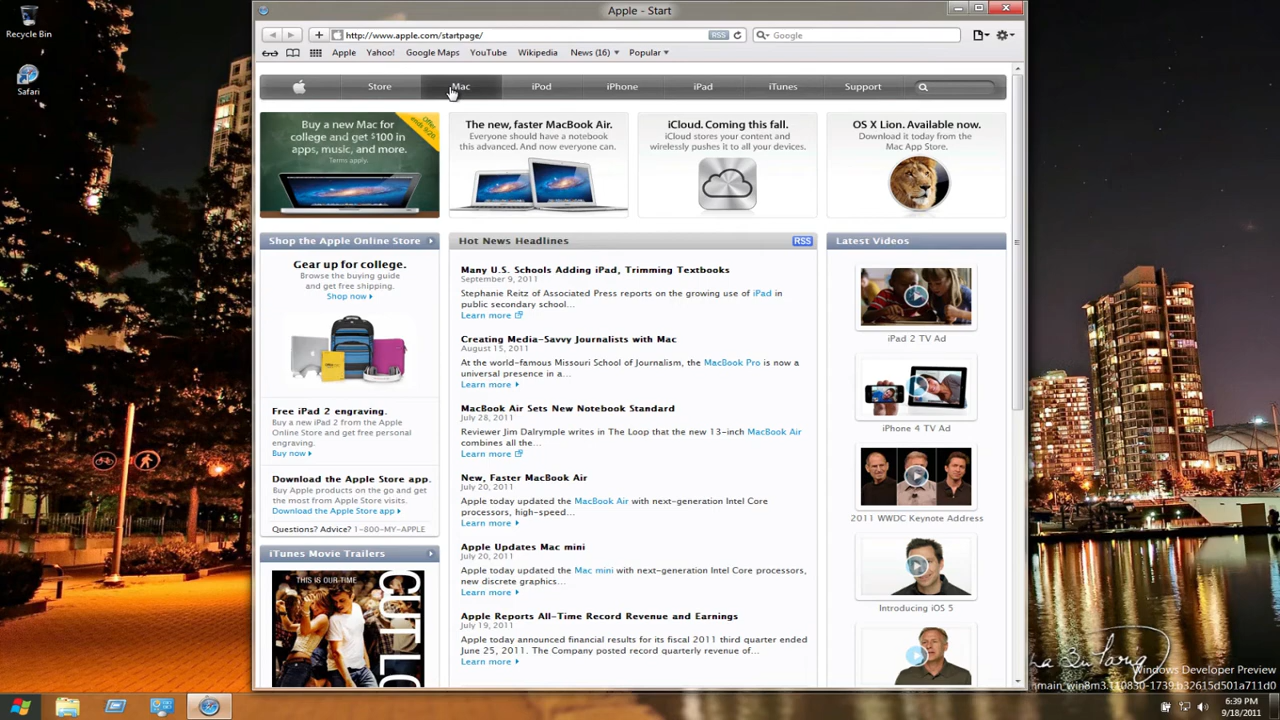 Recycle Bin
Safari
Apple - Start
http://www.apple.com/startpage/
RSS
Google
Apple
Yahoo!
Google Maps
YouTube
Wikipedia
News (16)
Popular
Store
Mac
iPod
iPhone
iPad
iTunes
Support
Buy a new Mac for
college and get $100 in
apps, music, and more.
Terms apply.
Offer
ends 9/20
The new, faster MacBook Air.
Everyone should have a notebook
this advanced. And now everyone can.
iCloud. Coming this fall.
iCloud stores your content and
wirelessly pushes it to all your devices.
OS X Lion. Available now.
Download it today from the
Mac App Store.
Shop the Apple Online Store
Gear up for college.
Browse the buying guide
and get free shipping.
Shop now
Free iPad 2 engraving.
Buy a new iPad 2 from the Apple
Online Store and get free personal
engraving.
Buy now
Download the Apple Store app.
Buy Apple products on the go and get
the most from Apple Store visits.
Download the Apple Store app
Questions? Advice? 1-800-MY-APPLE
iTunes Movie Trailers
THIS IS OUR TIME
Hot News Headlines
RSS
Many U.S. Schools Adding iPad, Trimming Textbooks
September 9, 2011
Stephanie Reitz of Associated Press reports on the growing use of iPad in
public secondary school...
Learn more
Creating Media-Savvy Journalists with Mac
August 15, 2011
At the world-famous Missouri School of Journalism, the MacBook Pro is now a
universal presence in a...
Learn more
MacBook Air Sets New Notebook Standard
July 28, 2011
Reviewer Jim Dalrymple writes in The Loop that the new 13-inch MacBook Air
combines all the...
Learn more
New, Faster MacBook Air
July 20, 2011
Apple today updated the MacBook Air with next-generation Intel Core
processors, high-speed...
Learn more
Apple Updates Mac mini
July 20, 2011
Apple today updated the Mac mini with next-generation Intel Core processors,
new discrete graphics...
Learn more
Apple Reports All-Time Record Revenue and Earnings
July 19, 2011
Apple today announced financial results for its fiscal 2011 third quarter ended
June 25, 2011. The Company posted record quarterly revenue of...
Learn more
Latest Videos
iPad 2 TV Ad
iPhone 4 TV Ad
2011 WWDC Keynote Address
Introducing iOS 5
Windows Developer Preview
main_win8m3.110830-1739.b32615d501a711d0
6:39 PM
9/18/2011